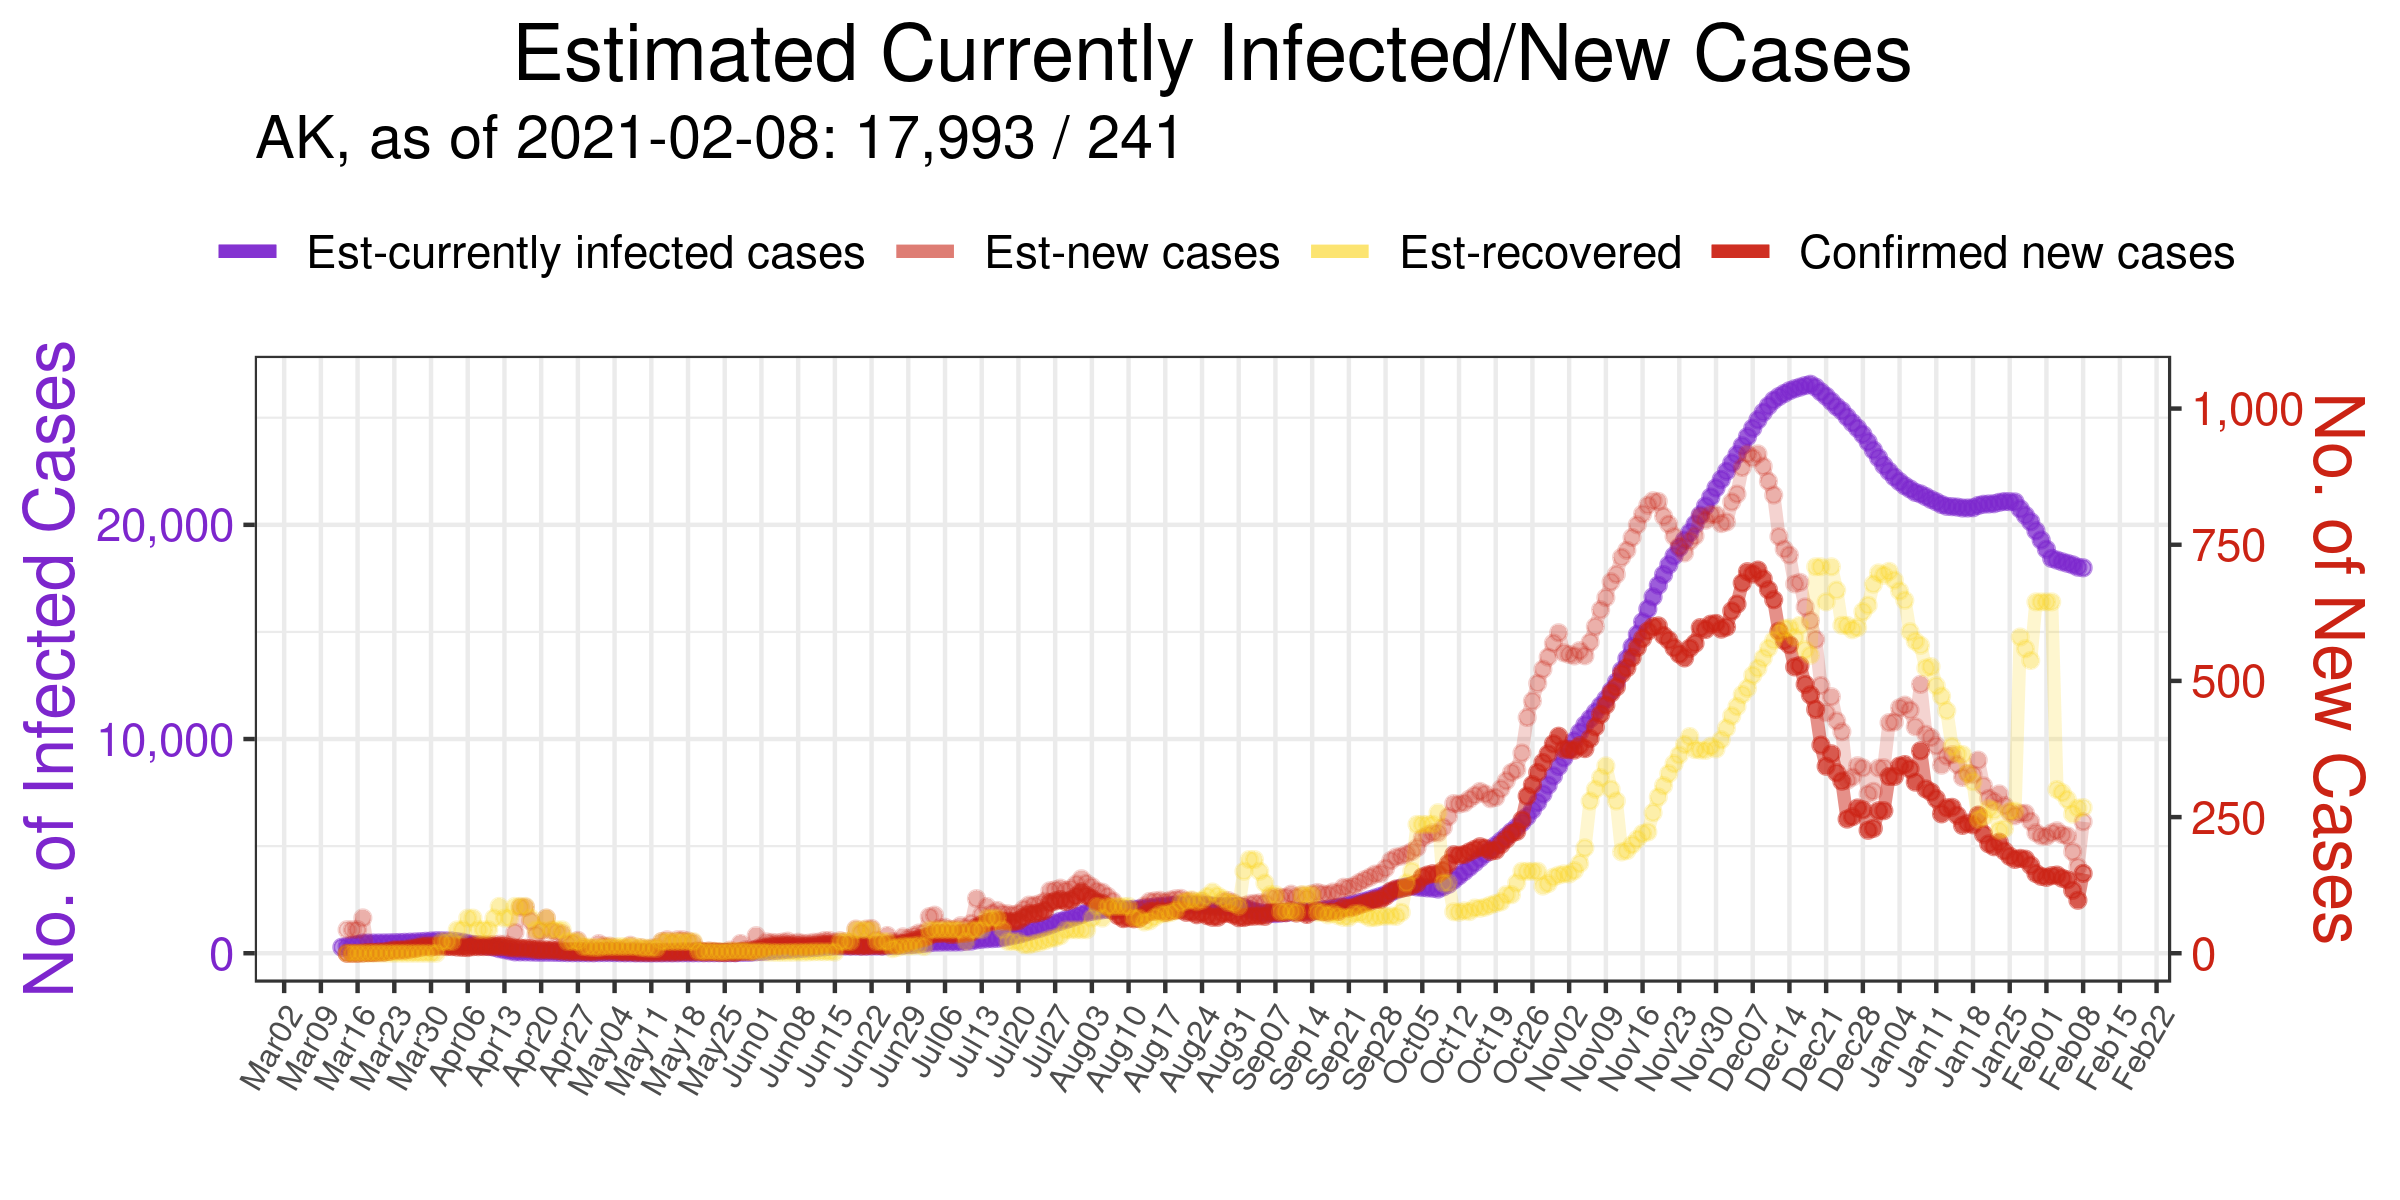 Estimated Currently Infected/New Cases
AK, as of 2021-02-08: 17,993 / 241
Est-currently infected cases Est-new cases Est-recovered Confirmed new cases
No. of Infected Cases
20,000
10,000
0
1,000
750
500
250
0
No. of New Cases
Mar02 Mar09 Mar16 Mar23 Mar30 Apr06 Apr13 Apr20 Apr27 May04 May11 May18 May25 Jun01 Jun08 Jun15 Jun22 Jun29 Jul06 Jul13 Jul20 Jul27 Aug03 Aug10 Aug17 Aug24 Aug31 Sep07 Sep14 Sep21 Sep28 Oct05 Oct12 Oct19 Oct26 Nov02 Nov09 Nov16 Nov23 Nov30 Dec07 Dec14 Dec21 Dec28 Jan04 Jan11 Jan18 Jan25 Feb01 Feb08 Feb15 Feb22